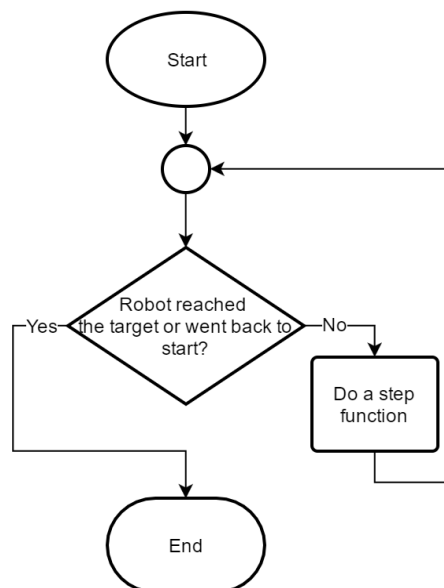 Start
Robot reached
the target or went back to
start?
Yes
No
Do a step
function
End